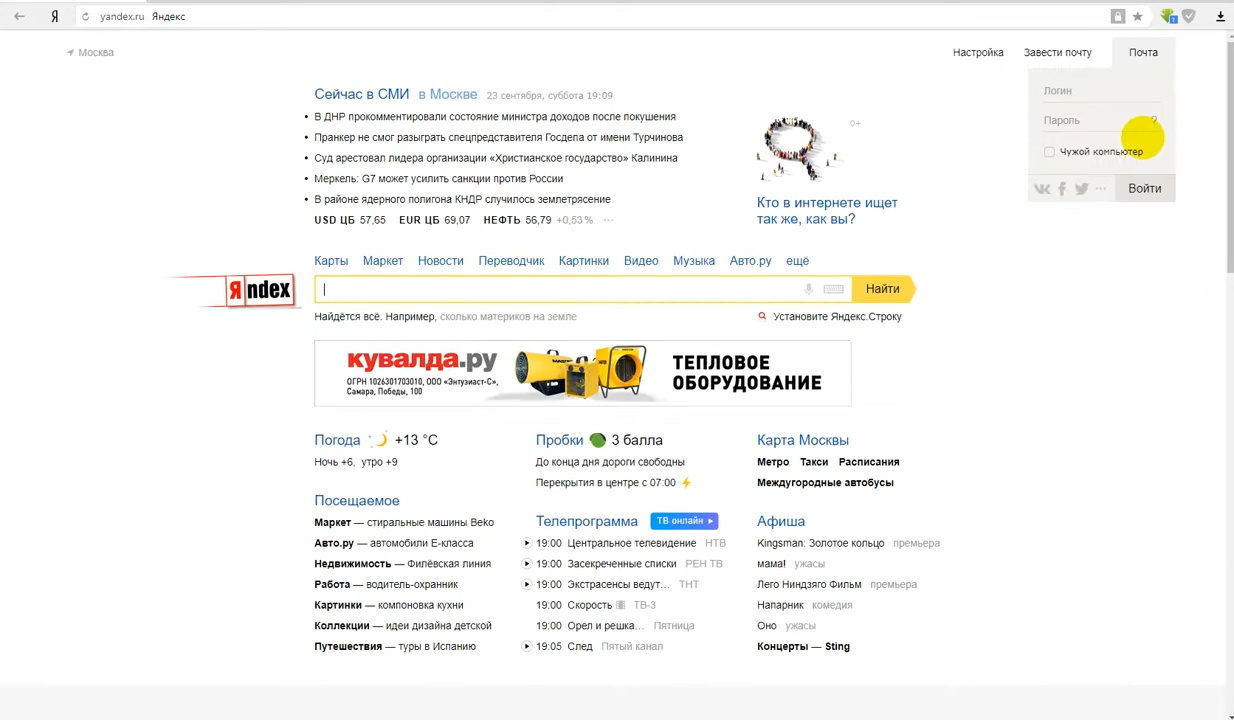 yandex.ru Яндекс
Москва
Настройка Завести почту Почта
Логин
Пароль ?
Чужой компьютер
Войти
Сейчас в СМИ в Москве 23 сентября, суббота 19:09
В ДНР прокомментировали состояние министра доходов после покушения
Пранкер не смог разыграть спецпредставителя Госдепа от имени Турчинова
Суд арестовал лидера организации «Христианское государство» Калинина
Меркель: G7 может усилить санкции против России
В районе ядерного полигона КНДР случилось землетрясение
USD ЦБ 57,65 EUR ЦБ 69,07 НЕФТЬ 56,79 +0,53 % ···
0+
Кто в интернете ищет
так же, как вы?
Карты Маркет Новости Переводчик Картинки Видео Музыка Авто.ру ещё
Яndex
Найти
Найдётся всё. Например, сколько материков на земле
Установите Яндекс.Строку
кувалда.ру
ОГРН 1026301703010, ООО «Энтузиаст-С»,
Самара, Победы, 100
ТЕПЛОВОЕ
ОБОРУДОВАНИЕ
Погода +13 °C
Ночь +6, утро +9
Пробки 3 балла
До конца дня дороги свободны
Перекрытия в центре с 07:00
Карта Москвы
Метро Такси Расписания
Междугородные автобусы
Посещаемое
Маркет — стиральные машины Beko
Авто.ру — автомобили Е-класса
Недвижимость — Филёвская линия
Работа — водитель-охранник
Картинки — компоновка кухни
Коллекции — идеи дизайна детской
Путешествия — туры в Испанию
Телепрограмма ТВ онлайн
19:00 Центральное телевидение НТВ
19:00 Засекреченные списки РЕН ТВ
19:00 Экстрасенсы ведут... ТНТ
19:00 Скорость ТВ-3
19:00 Орел и решка... Пятница
19:05 След Пятый канал
Афиша
Kingsman: Золотое кольцо премьера
мама! ужасы
Лего Ниндзяго Фильм премьера
Напарник комедия
Оно ужасы
Концерты — Sting